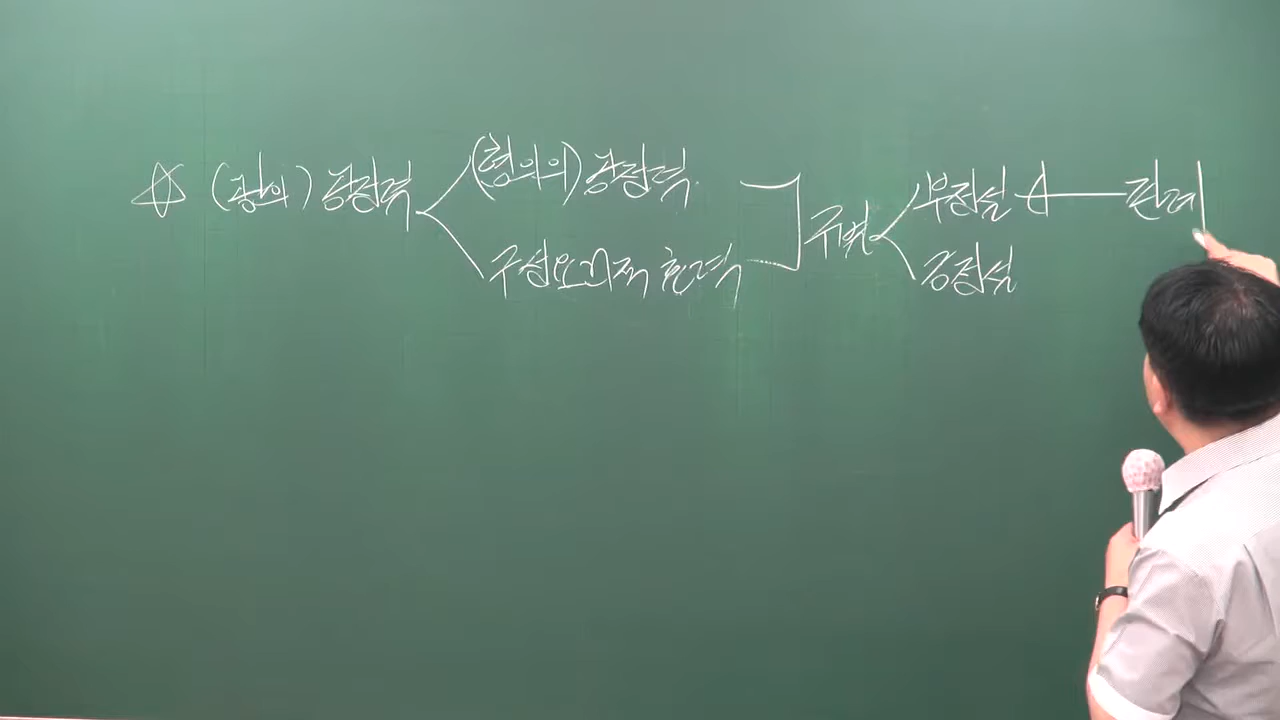 ☆ (광의) 공정력 (협의의) 공정력
구성요건적 효력
구별 부정설 ☆ 판례
긍정설